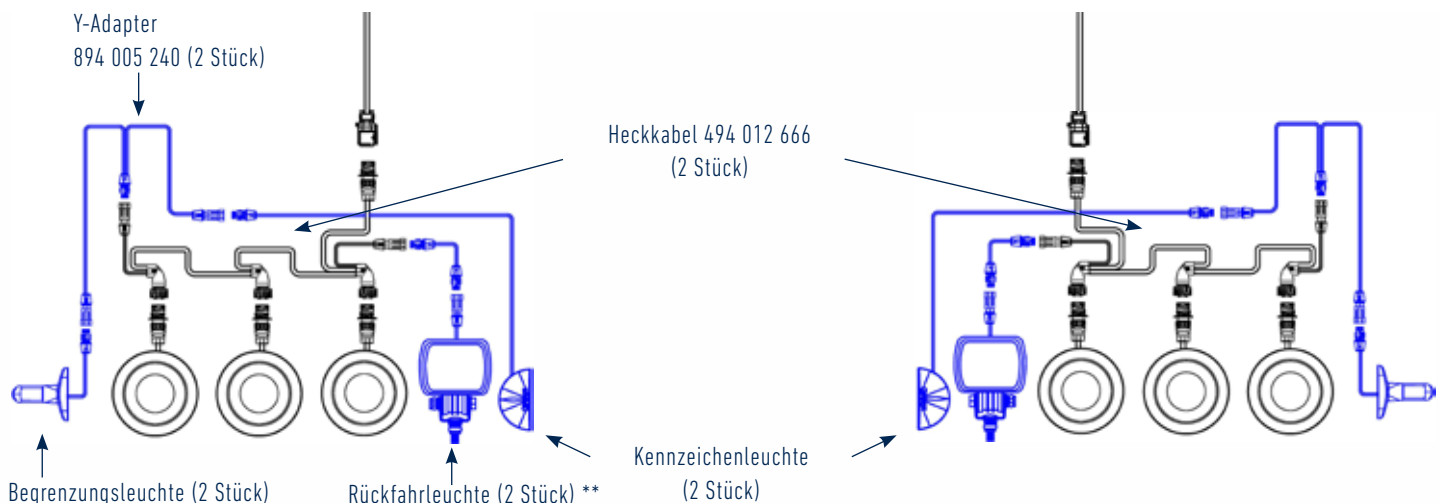 Y-Adapter
894 005 240 (2 Stück)
Heckkabel 494 012 666
(2 Stück)
Kennzeichenleuchte
(2 Stück)
Begrenzungsleuchte (2 Stück)
Rückfahrleuchte (2 Stück) **